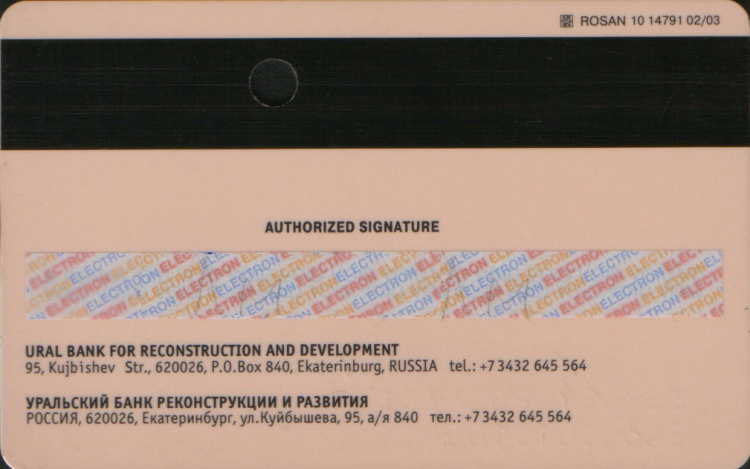 ROSAN 10 14791 02/03
AUTHORIZED SIGNATURE
ELECTRON ELECTRON ELECTRON ELECTRON ELECTRON ELECTRON
URAL BANK FOR RECONSTRUCTION AND DEVELOPMENT
95, Kujbishev Str., 620026, P.O.Box 840, Ekaterinburg, RUSSIA tel.: +7 3432 645 564
УРАЛЬСКИЙ БАНК РЕКОНСТРУКЦИИ И РАЗВИТИЯ
РОССИЯ, 620026, Екатеринбург, ул.Куйбышева, 95, а/я 840 тел.: +7 3432 645 564